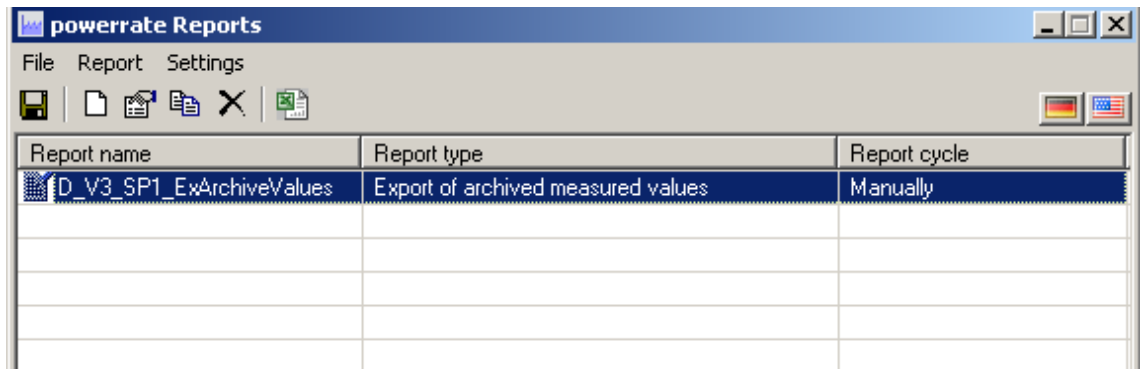 powerrate Reports
File Report Settings
Report name Report type Report cycle
D_V3_SP1_ExArchiveValues Export of archived measured values Manually